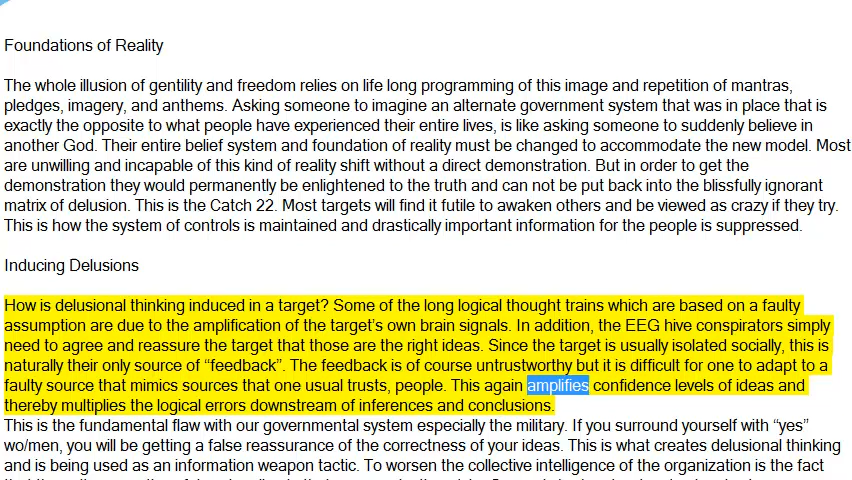 Foundations of Reality
The whole illusion of gentility and freedom relies on life long programming of this image and repetition of mantras,
pledges, imagery, and anthems. Asking someone to imagine an alternate government system that was in place that is
exactly the opposite to what people have experienced their entire lives, is like asking someone to suddenly believe in
another God. Their entire belief system and foundation of reality must be changed to accommodate the new model. Most
are unwilling and incapable of this kind of reality shift without a direct demonstration. But in order to get the
demonstration they would permanently be enlightened to the truth and can not be put back into the blissfully ignorant
matrix of delusion. This is the Catch 22. Most targets will find it futile to awaken others and be viewed as crazy if they try.
This is how the system of controls is maintained and drastically important information for the people is suppressed.
Inducing Delusions
How is delusional thinking induced in a target? Some of the long logical thought trains which are based on a faulty
assumption are due to the amplification of the target’s own brain signals. In addition, the EEG hive conspirators simply
need to agree and reassure the target that those are the right ideas. Since the target is usually isolated socially, this is
naturally their only source of “feedback”. The feedback is of course untrustworthy but it is difficult for one to adapt to a
faulty source that mimics sources that one usual trusts, people. This again amplifies confidence levels of ideas and
thereby multiplies the logical errors downstream of inferences and conclusions.
This is the fundamental flaw with our governmental system especially the military. If you surround yourself with “yes”
wo/men, you will be getting a false reassurance of the correctness of your ideas. This is what creates delusional thinking
and is being used as an information weapon tactic. To worsen the collective intelligence of the organization is the fact